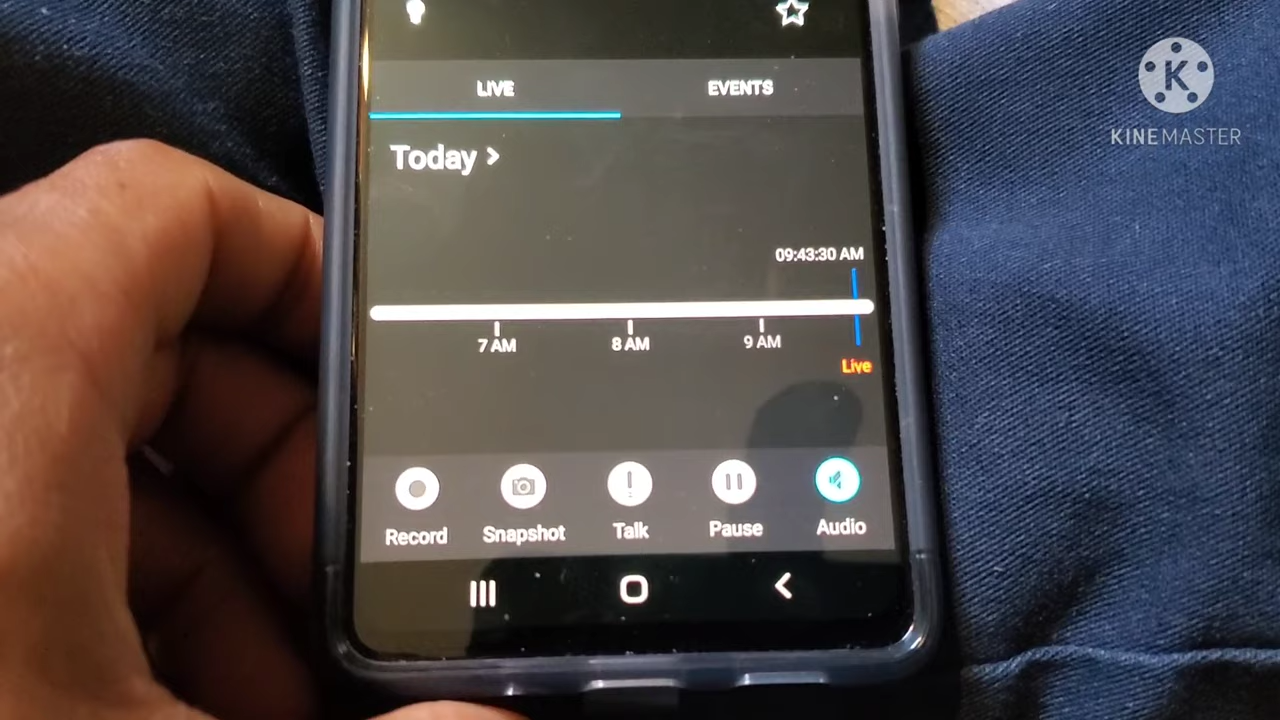 LIVE EVENTS
K
KINEMASTER
Today >
09:43:30 AM
7 AM 8 AM 9 AM
Live
Record Snapshot Talk Pause Audio